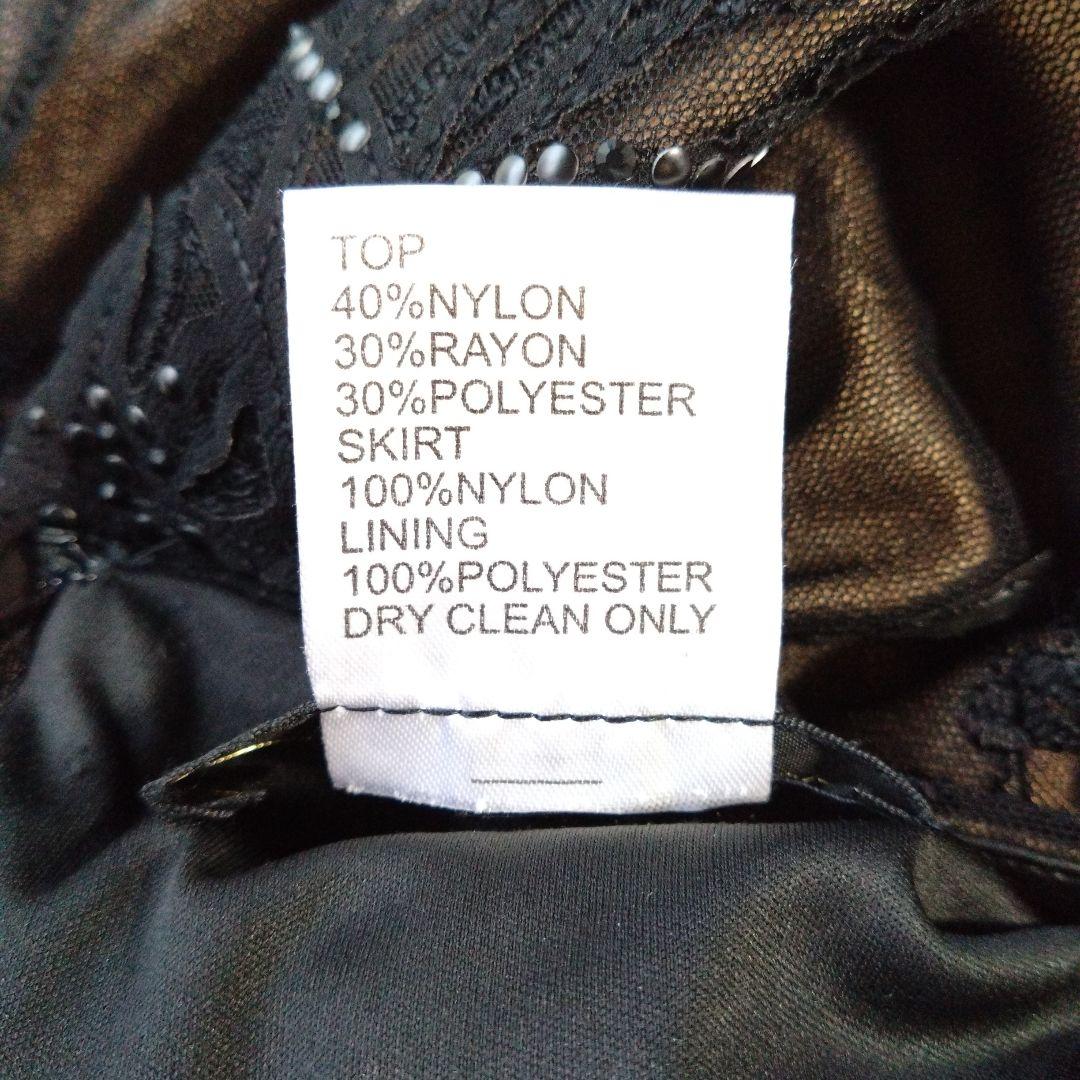 TOP
40%NYLON
30%RAYON
30%POLYESTER
SKIRT
100%NYLON
LINING
100%POLYESTER
DRY CLEAN ONLY